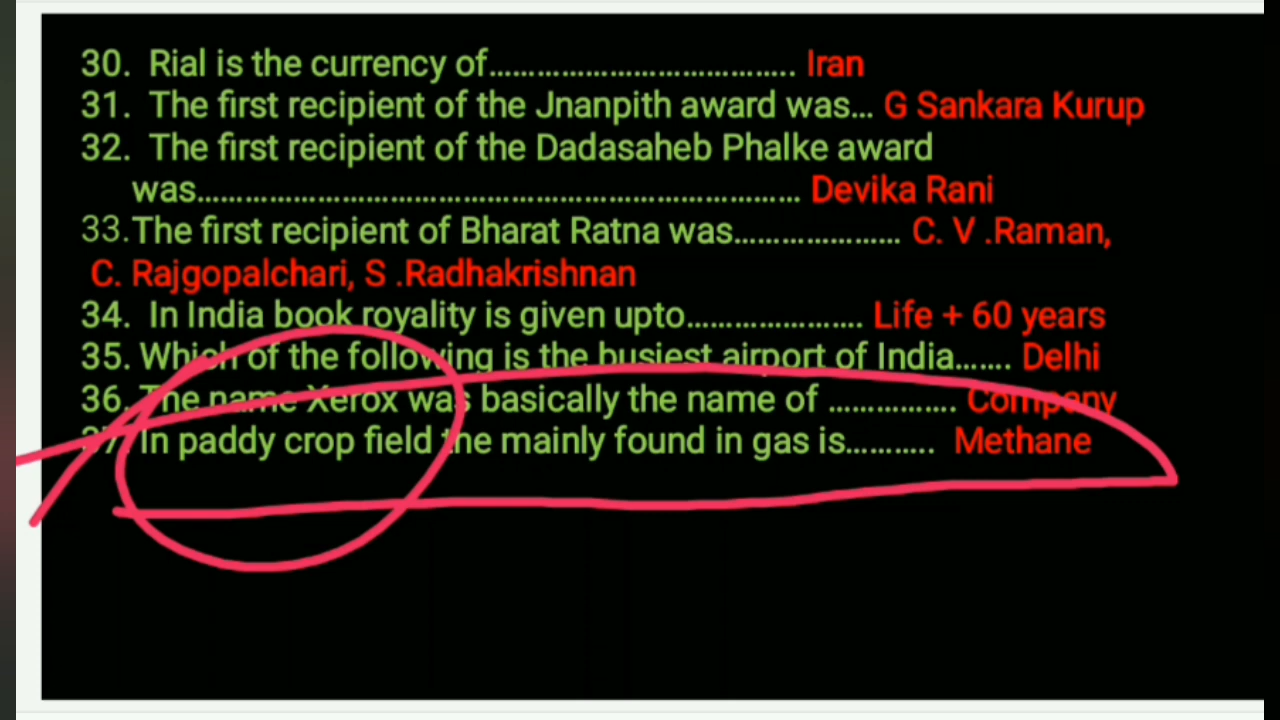 30. Rial is the currency of....................................... Iran
31. The first recipient of the Jnanpith award was... G Sankara Kurup
32. The first recipient of the Dadasaheb Phalke award
was................................................................. Devika Rani
33.The first recipient of Bharat Ratna was..................... C. V .Raman,
C. Rajgopalchari, S .Radhakrishnan
34. In India book royality is given upto...................... Life + 60 years
35. Which of the following is the busiest airport of India....... Delhi
36. The name Xerox was basically the name of ................ Company
37. In paddy crop field the mainly found in gas is........... Methane